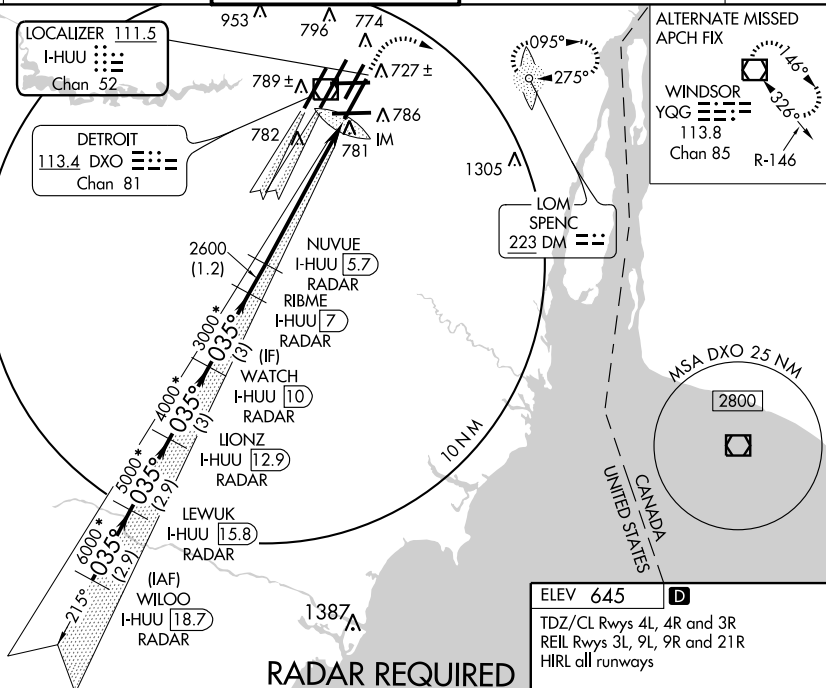 953
796
774
LOCALIZER 111.5
I-HUU
Chan 52
789 ±
727 ±
786
782
781
IM
DETROIT
113.4 DXO
Chan 81
095°
275°
ALTERNATE MISSED
APCH FIX
WINDSOR
YQG
113.8
Chan 85
146°
326°
R-146
1305
LOM
SPENC
223 DM
2600
(1.2)
NUVUE
I-HUU 5.7
RADAR
RIBME
I-HUU 7
RADAR
3000*
035°
(3)
(IF)
WATCH
I-HUU 10
RADAR
4000*
035°
(3)
LIONZ
I-HUU 12.9
RADAR
5000*
035°
(2.9)
LEWUK
I-HUU 15.8
RADAR
6000*
035°
(2.9)
(IAF)
WILOO
I-HUU 18.7
RADAR
215°
10 NM
MSA DXO 25 NM
2800
CANADA
UNITED STATES
1387
RADAR REQUIRED
ELEV 645 D
TDZ/CL Rwys 4L, 4R and 3R
REIL Rwys 3L, 9L, 9R and 21R
HIRL all runways